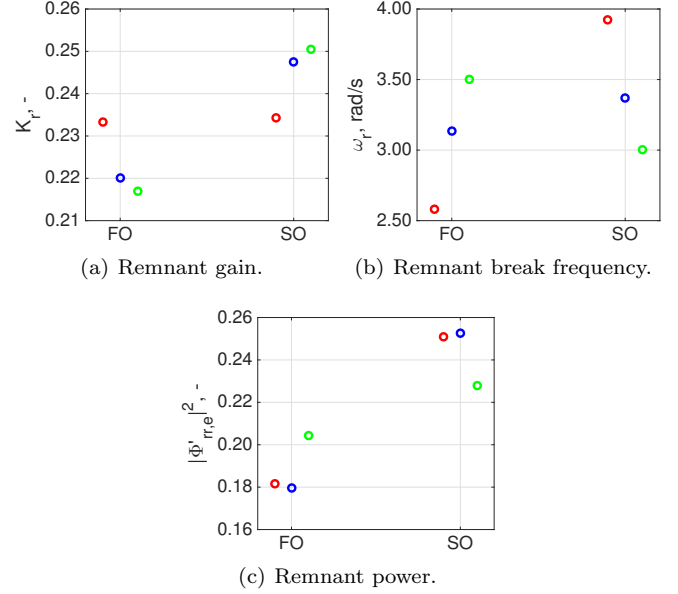 0.26
0.25
0.24
0.23
0.22
0.21
K_r, -
FO SO
(a) Remnant gain.
4.00
3.50
3.00
2.50
ω_r, rad/s
FO SO
(b) Remnant break frequency.
0.26
0.24
0.22
0.20
0.18
0.16
|Φ'_rr,e|², -
FO SO
(c) Remnant power.